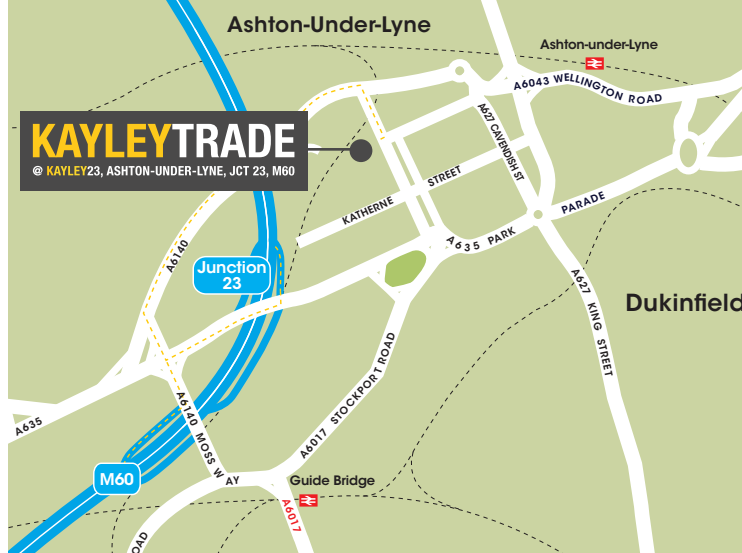 Ashton-Under-Lyne
Ashton-under-Lyne
A6043 WELLINGTON ROAD
KAYLEYTRADE
@ KAYLEY23, ASHTON-UNDER-LYNE, JCT 23, M60
A627 CAVENDISH ST
KATHERNE STREET
PARADE
A635 PARK
A6140
Junction
23
A627 KING STREET
Dukinfield
A6017 STOCKPORT ROAD
A635
A6140 MOSS WAY
M60
Guide Bridge
A6017
OAD